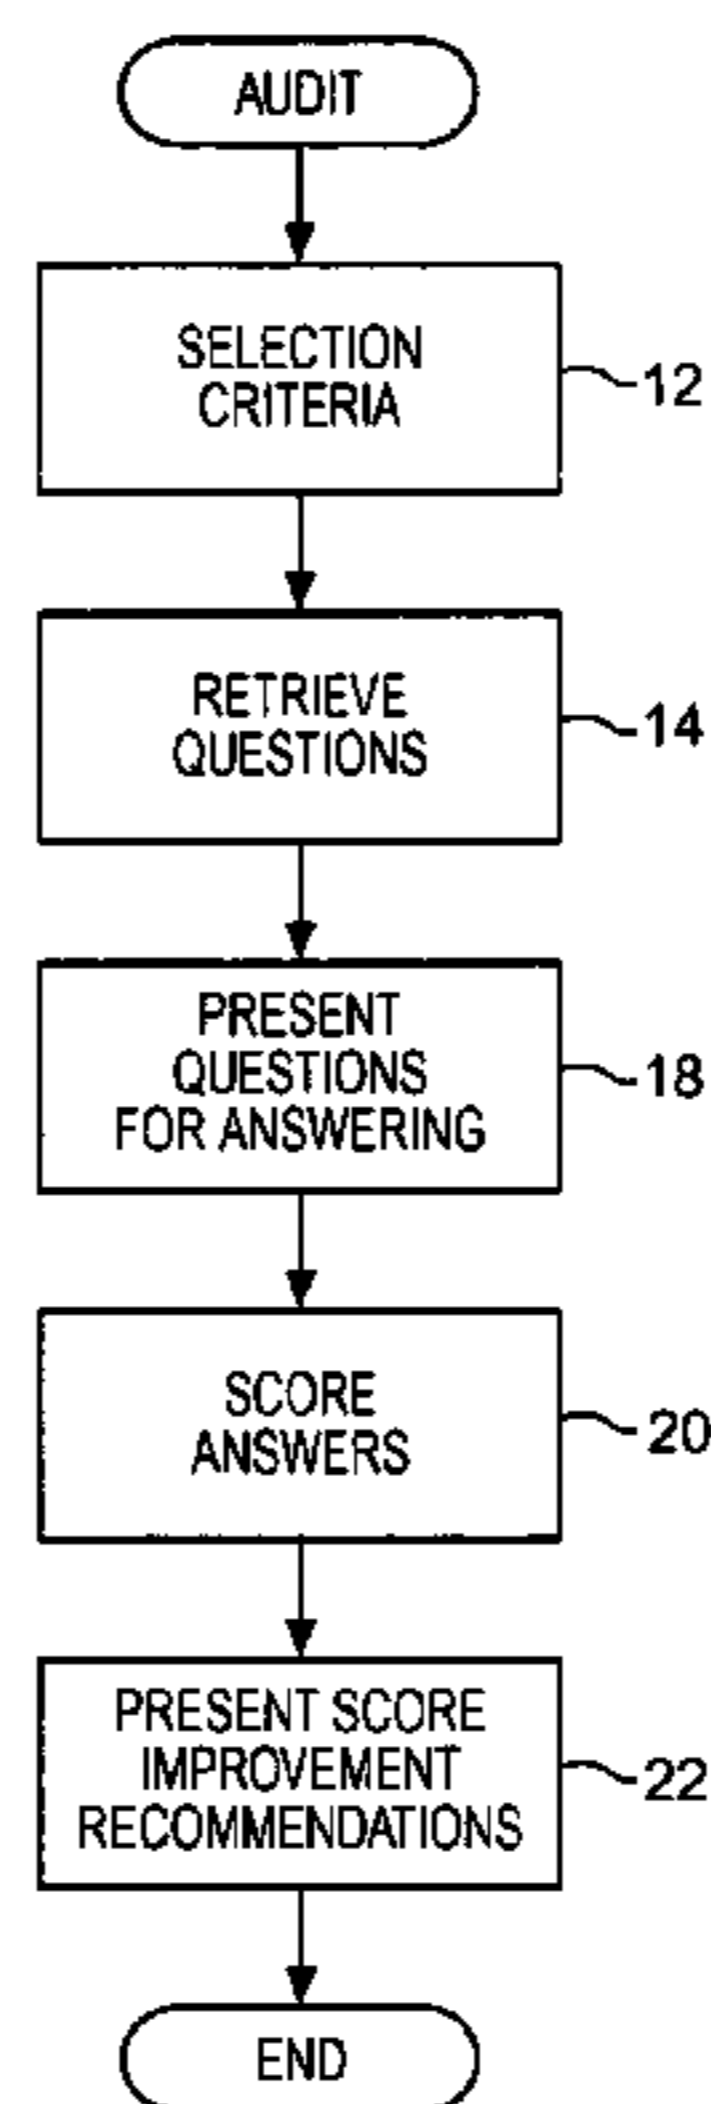 AUDIT
SELECTION
CRITERIA
12
RETRIEVE
QUESTIONS
14
PRESENT
QUESTIONS
FOR ANSWERING
18
SCORE
ANSWERS
20
PRESENT SCORE
IMPROVEMENT
RECOMMENDATIONS
22
END